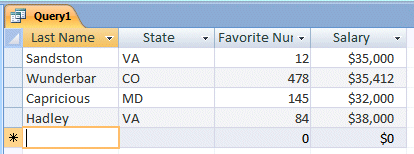 Query1
Last Name State Favorite Nur Salary
Sandston VA 12 $35,000
Wunderbar CO 478 $35,412
Capricious MD 145 $32,000
Hadley VA 84 $38,000
* 0 $0